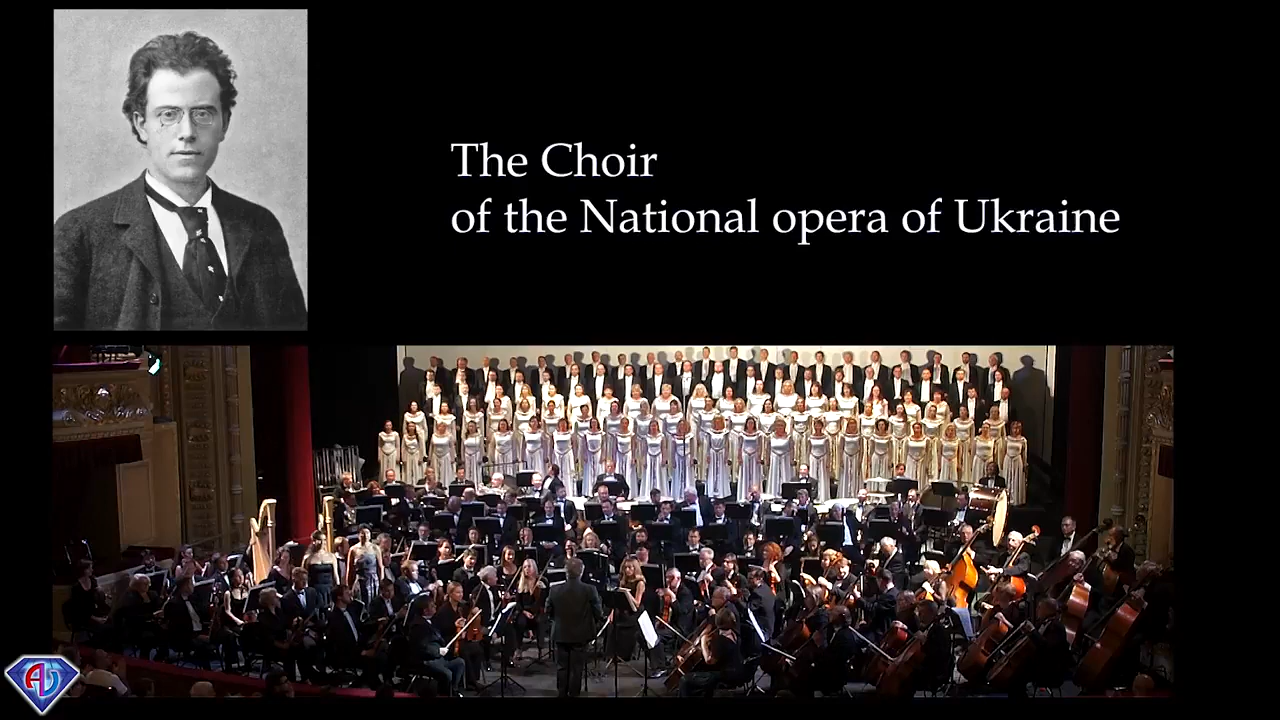 The Choir
of the National opera of Ukraine